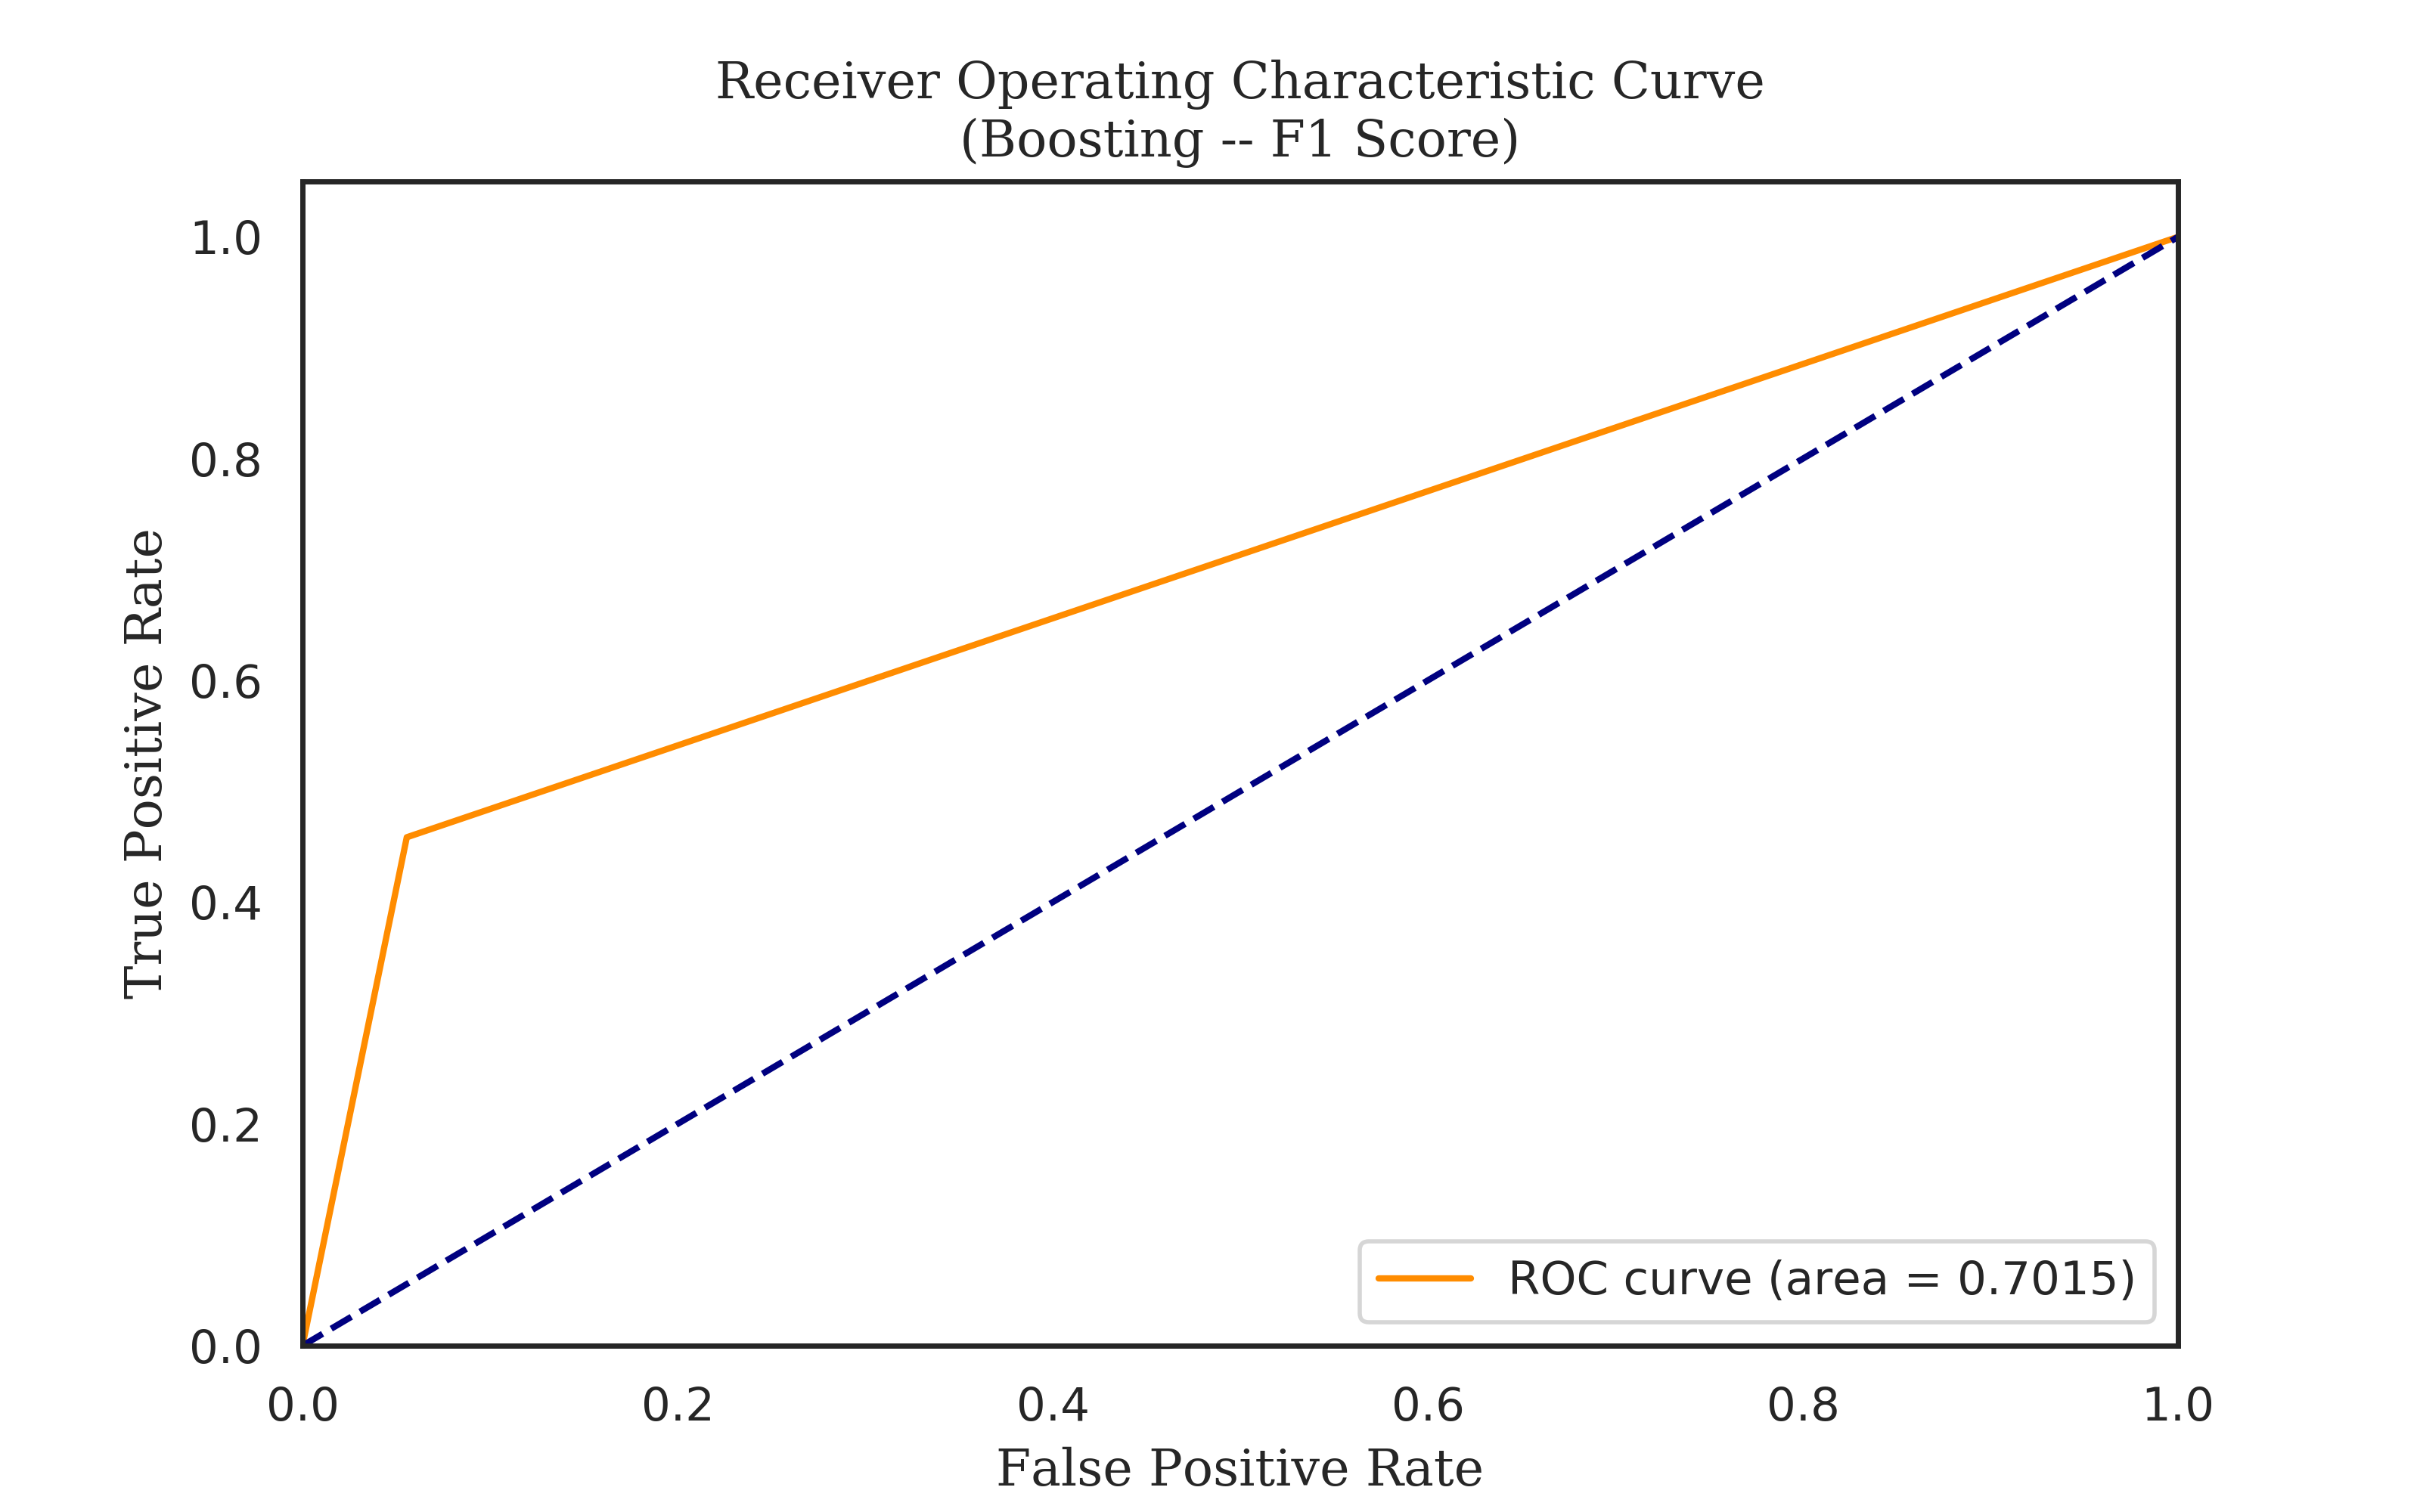 Receiver Operating Characteristic Curve
(Boosting -- F1 Score)
1.0
0.8
0.6
0.4
0.2
0.0
True Positive Rate
ROC curve (area = 0.7015)
0.0 0.2 0.4 0.6 0.8 1.0
False Positive Rate